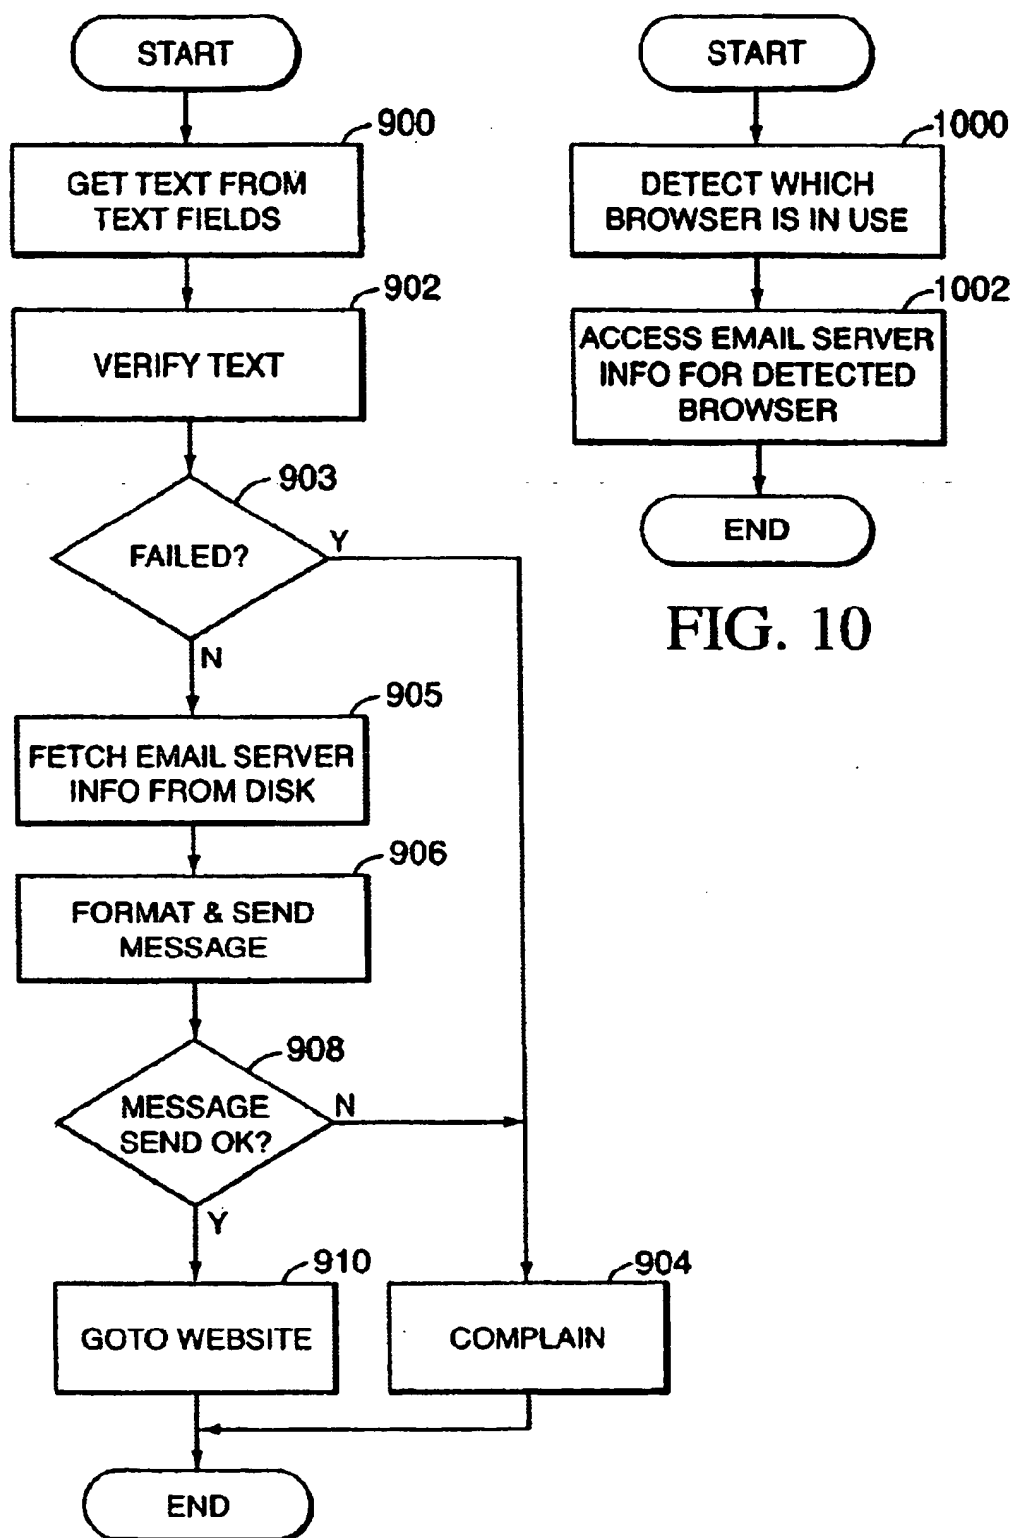 START
900
GET TEXT FROM
TEXT FIELDS
902
VERIFY TEXT
903
FAILED?
Y
N
905
FETCH EMAIL SERVER
INFO FROM DISK
906
FORMAT & SEND
MESSAGE
908
MESSAGE
SEND OK?
N
Y
910
GOTO WEBSITE
904
COMPLAIN
END
START
1000
DETECT WHICH
BROWSER IS IN USE
1002
ACCESS EMAIL SERVER
INFO FOR DETECTED
BROWSER
END
FIG. 10